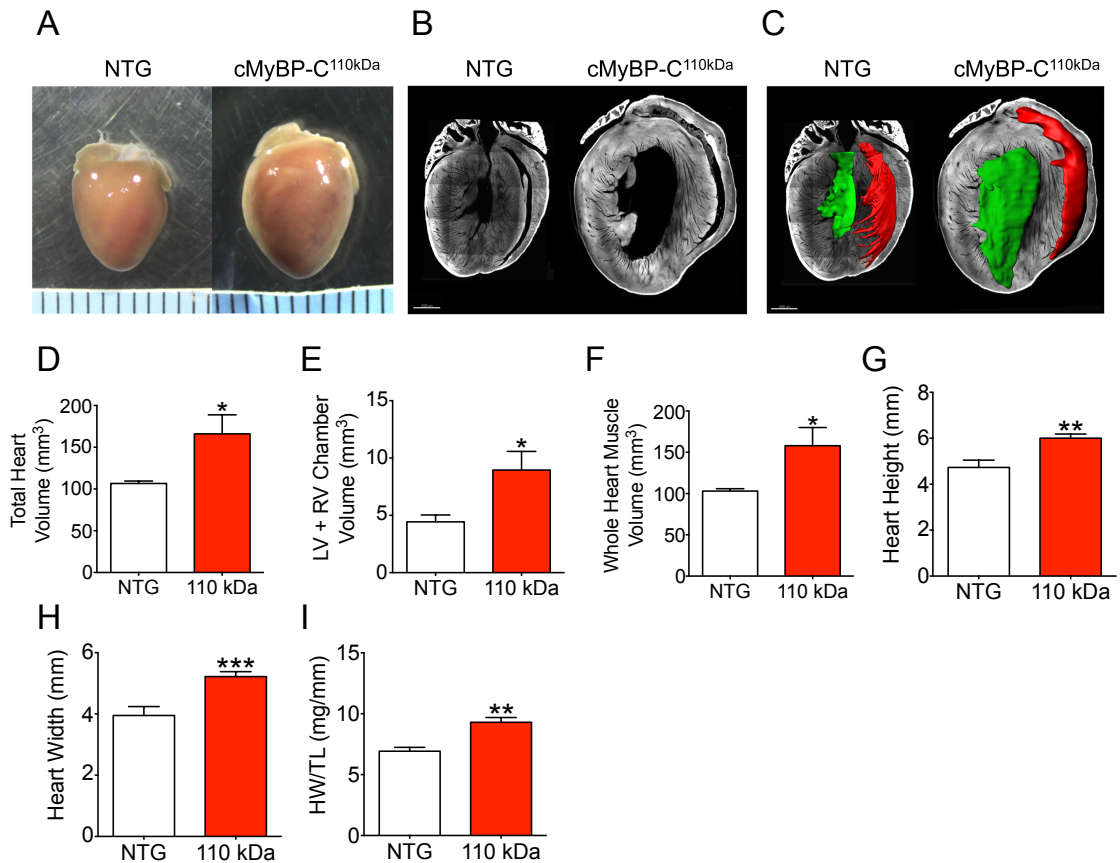 A
B
C
NTG
cMyBP-C110kDa
NTG
cMyBP-C110kDa
NTG
cMyBP-C110kDa
D
E
F
G
Total Heart
Volume (mm3)
200
150
100
50
0
*
NTG
110 kDa
LV + RV Chamber
Volume (mm3)
15
10
5
0
*
NTG
110 kDa
Whole Heart Muscle
Volume (mm3)
200
150
100
50
0
*
NTG
110 kDa
Heart Height (mm)
8
6
4
2
0
**
NTG
110 kDa
H
I
Heart Width (mm)
6
4
2
0
***
NTG
110 kDa
HW/TL (mg/mm)
15
10
5
0
**
NTG
110 kDa